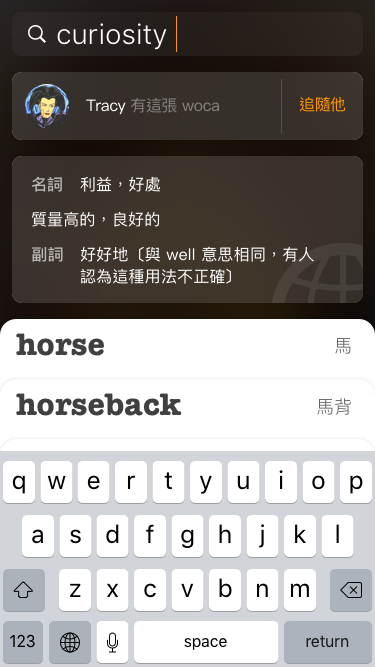 curiosity
Tracy 有這張 woca 追隨他
名詞 利益，好處
質量高的，良好的
副詞 好好地〔與 well 意思相同，有人
認為這種用法不正確〕
horse 馬
horseback 馬背
q w e r t y u i o p
a s d f g h j k l
z x c v b n m
123 space return